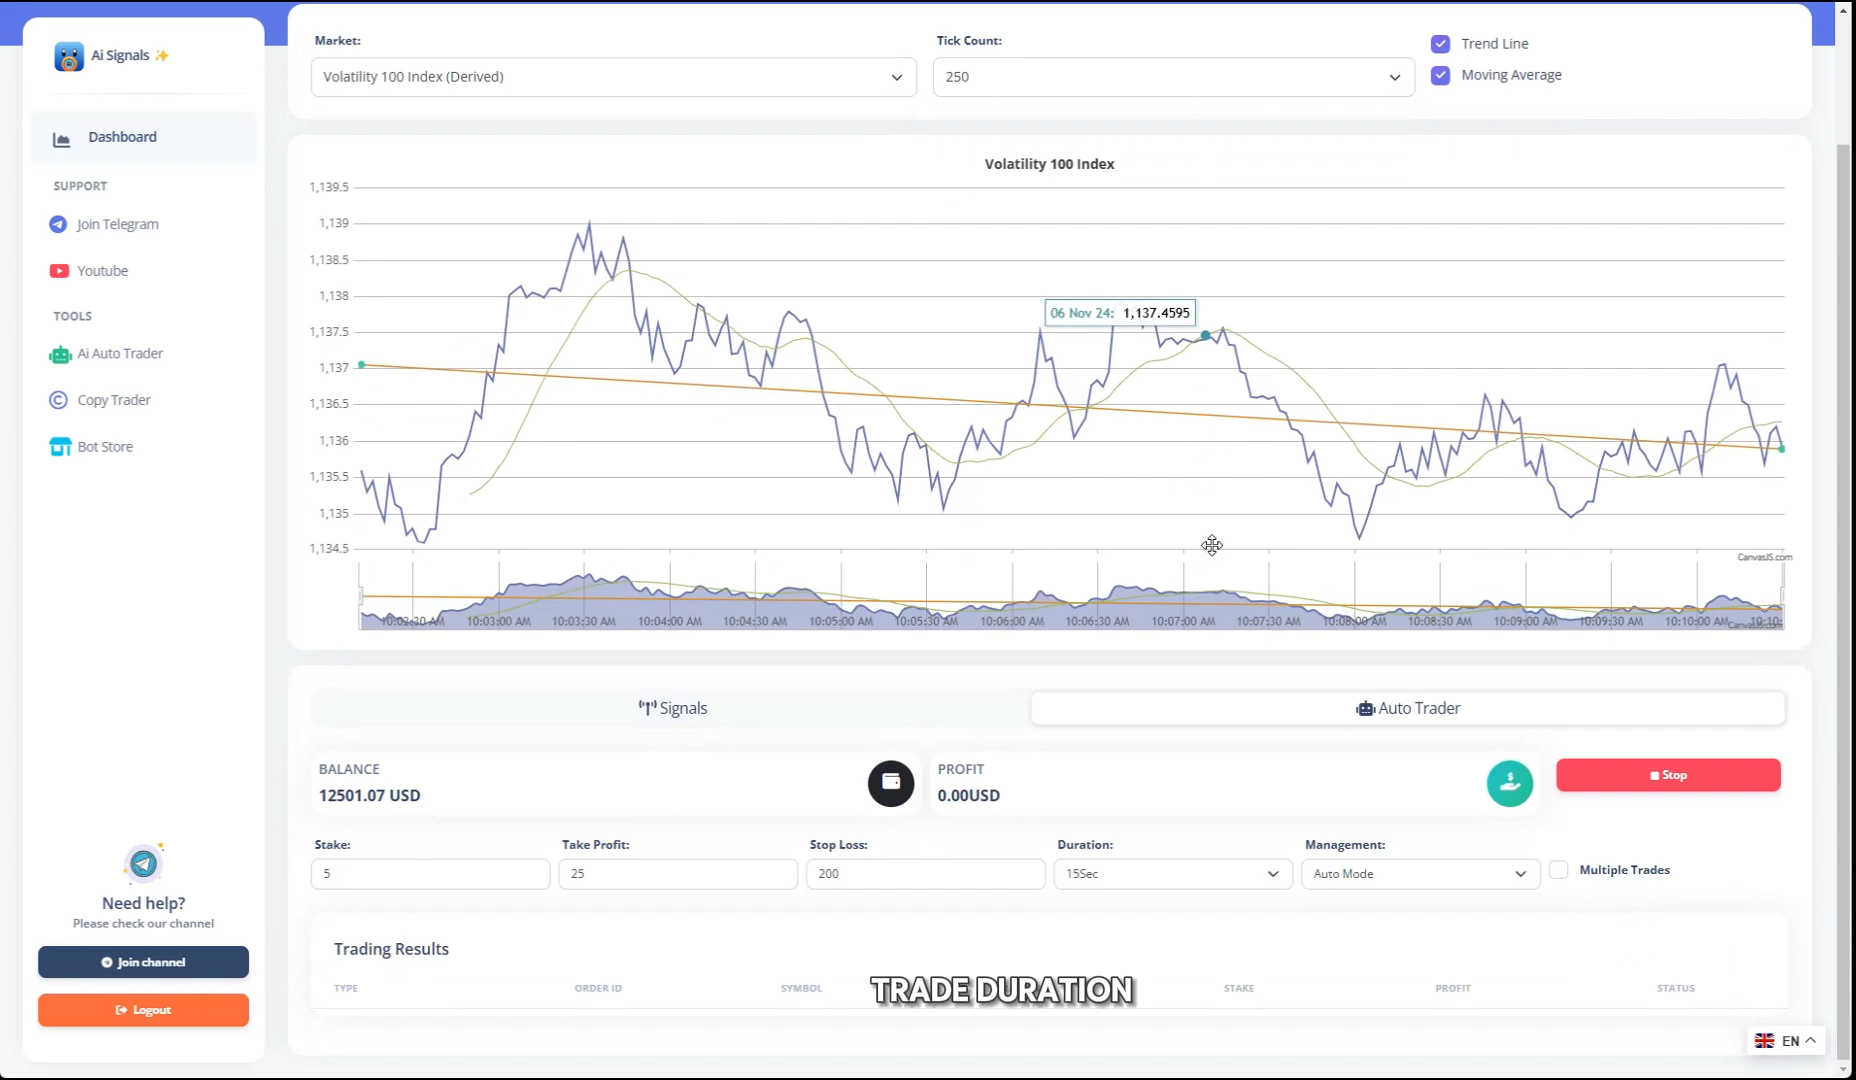 Ai Signals ✨
Dashboard
SUPPORT
Join Telegram
Youtube
TOOLS
Ai Auto Trader
Copy Trader
Bot Store
Need help?
Please check our channel
Join channel
Logout
Market:
Volatility 100 Index (Derived)
Tick Count:
250
Trend Line
Moving Average
Volatility 100 Index
1,139.5
1,139
1,138.5
1,138
1,137.5
1,137
1,136.5
1,136
1,135.5
1,135
1,134.5
06 Nov 24: 1,137.4595
CanvasJS.com
10:02:30 AM 10:03:00 AM 10:03:30 AM 10:04:00 AM 10:04:30 AM 10:05:00 AM 10:05:30 AM 10:06:00 AM 10:06:30 AM 10:07:00 AM 10:07:30 AM 10:08:00 AM 10:08:30 AM 10:09:00 AM 10:09:30 AM 10:10:00 AM 10:10:
CanvasJS.com
Signals
Auto Trader
BALANCE
12501.07 USD
PROFIT
0.00USD
Stop
Stake: Take Profit: Stop Loss: Duration: Management:
5 25 200 15Sec Auto Mode Multiple Trades
Trading Results
TYPE ORDER ID SYMBOL STAKE PROFIT STATUS
TRADE DURATION
EN